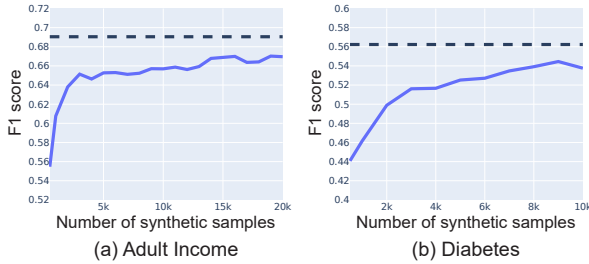 0.72
0.7
0.68
0.66
0.64
0.62
0.6
0.58
0.56
0.54
0.52
F1 score
5k 10k 15k 20k
Number of synthetic samples
(a) Adult Income
0.6
0.58
0.56
0.54
0.52
0.5
0.48
0.46
0.44
0.42
0.4
F1 score
2k 4k 6k 8k 10k
Number of synthetic samples
(b) Diabetes